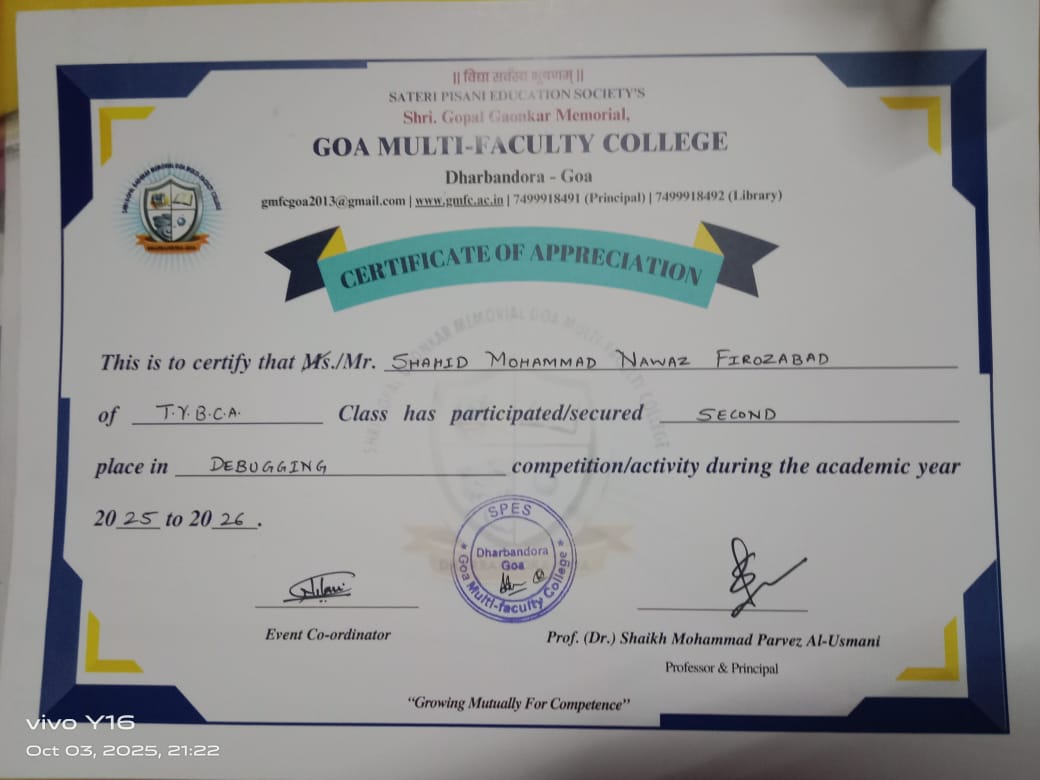 || विद्या सर्वस्य भूषणम् ||
SATERI PISANI EDUCATION SOCIETY'S
Shri. Gopal Gaonkar Memorial,
GOA MULTI-FACULTY COLLEGE
Dharbandora - Goa
gmfcgoa2013@gmail.com | www.gmfc.ac.in | 7499918491 (Principal) | 7499918492 (Library)
CERTIFICATE OF APPRECIATION
This is to certify that Ms./Mr. SHAHID MOHAMMAD NAWAZ FIROZABAD
of T.Y.B.C.A. Class has participated/secured SECOND
place in DEBUGGING competition/activity during the academic year
2025 to 2026.
SPES
Dharbandora
Goa
* Goa Multi-faculty College *
Event Co-ordinator
Prof. (Dr.) Shaikh Mohammad Parvez Al-Usmani
Professor & Principal
“Growing Mutually For Competence”
vivo Y16
Oct 03, 2025, 21:22